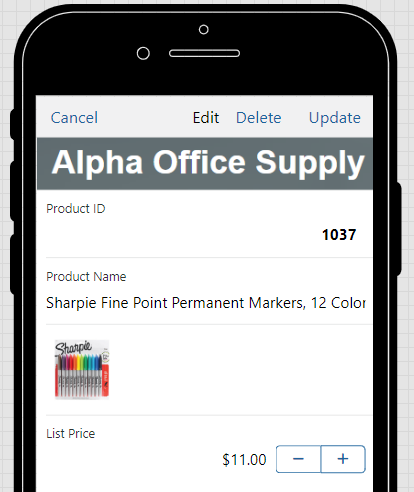 Cancel Edit Delete Update
Alpha Office Supply
Product ID
1037
Product Name
Sharpie Fine Point Permanent Markers, 12 Color
Sharpie
List Price
$11.00 − +